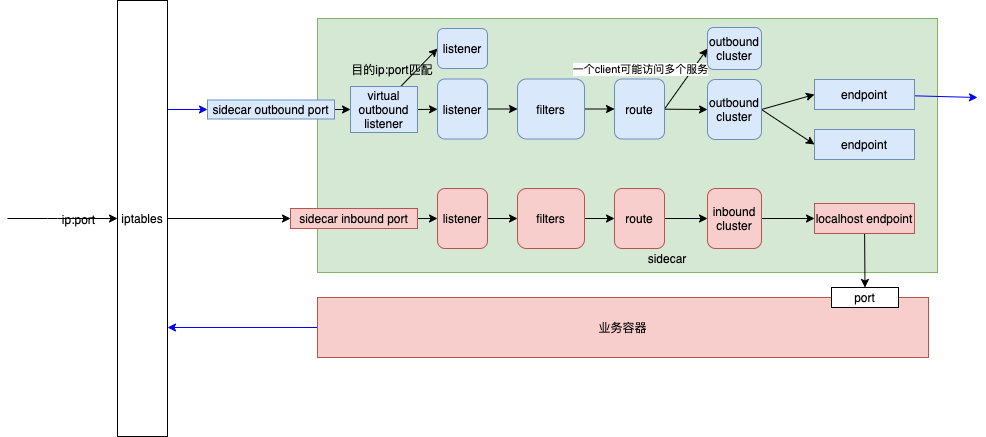 listener
outbound
cluster
目的ip:port匹配
一个client可能访问多个服务
sidecar outbound port
virtual
outbound
listener
listener
filters
route
outbound
cluster
endpoint
endpoint
ip:port
iptables
sidecar inbound port
listener
filters
route
inbound
cluster
localhost endpoint
sidecar
port
业务容器